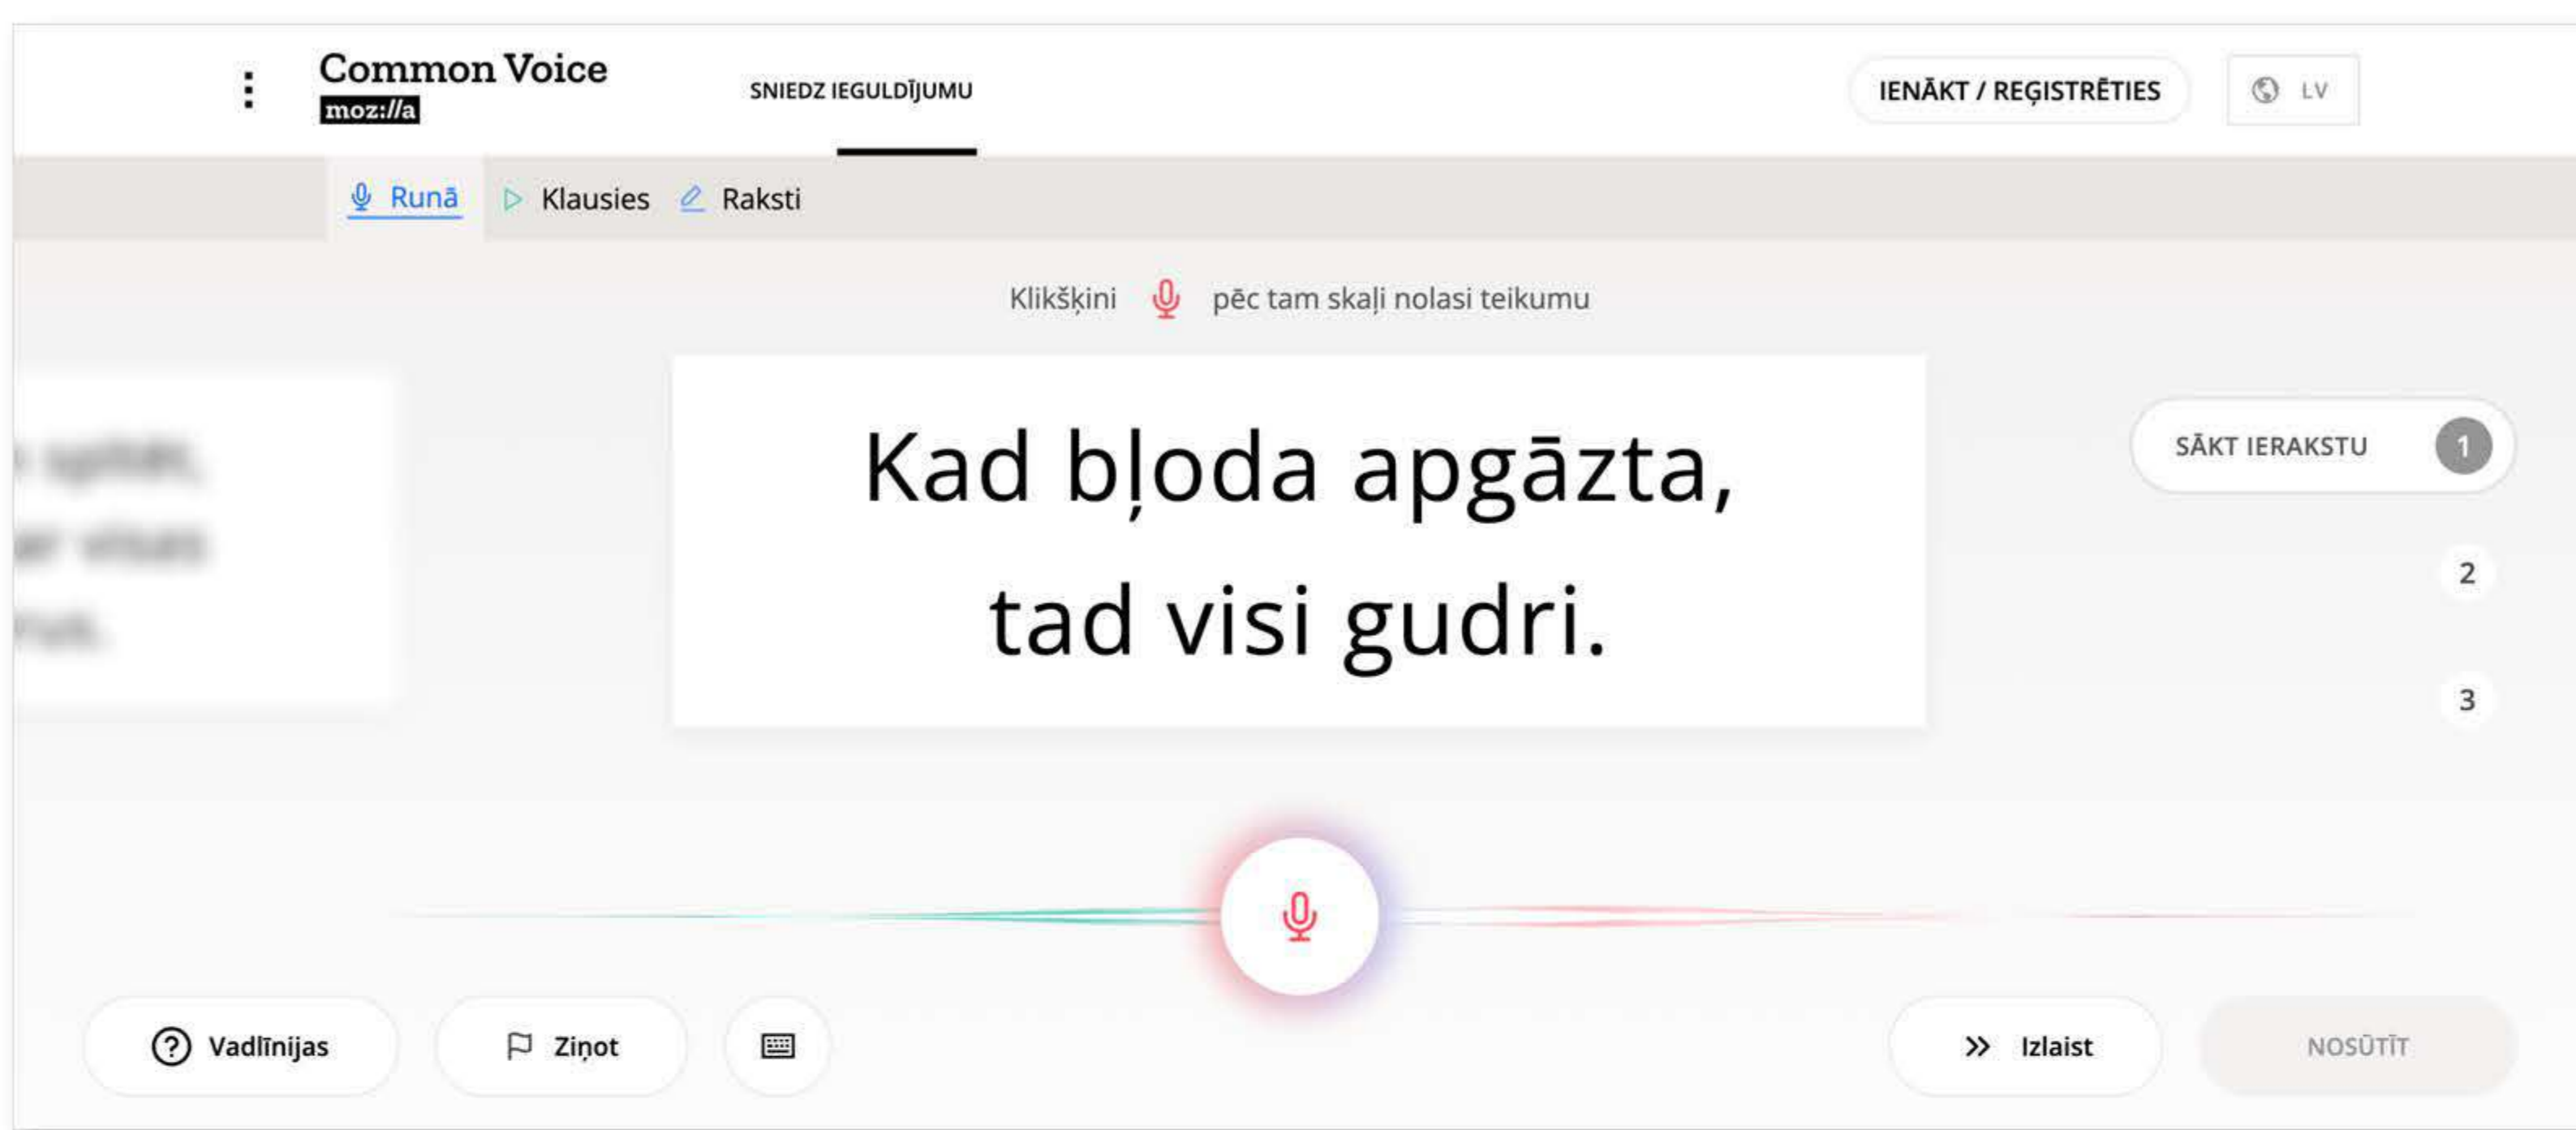 Common Voice
moz://a
SNIEDZ IEGULDĪJUMU
IENĀKT / REĢISTRĒTIES
LV
Runā
Klausies
Raksti
Klikšķini pēc tam skaļi nolasi teikumu
Kad bļoda apgāzta,
tad visi gudri.
SĀKT IERAKSTU 1
2
3
Vadlīnijas
Ziņot
Izlaist
NOSŪTĪT